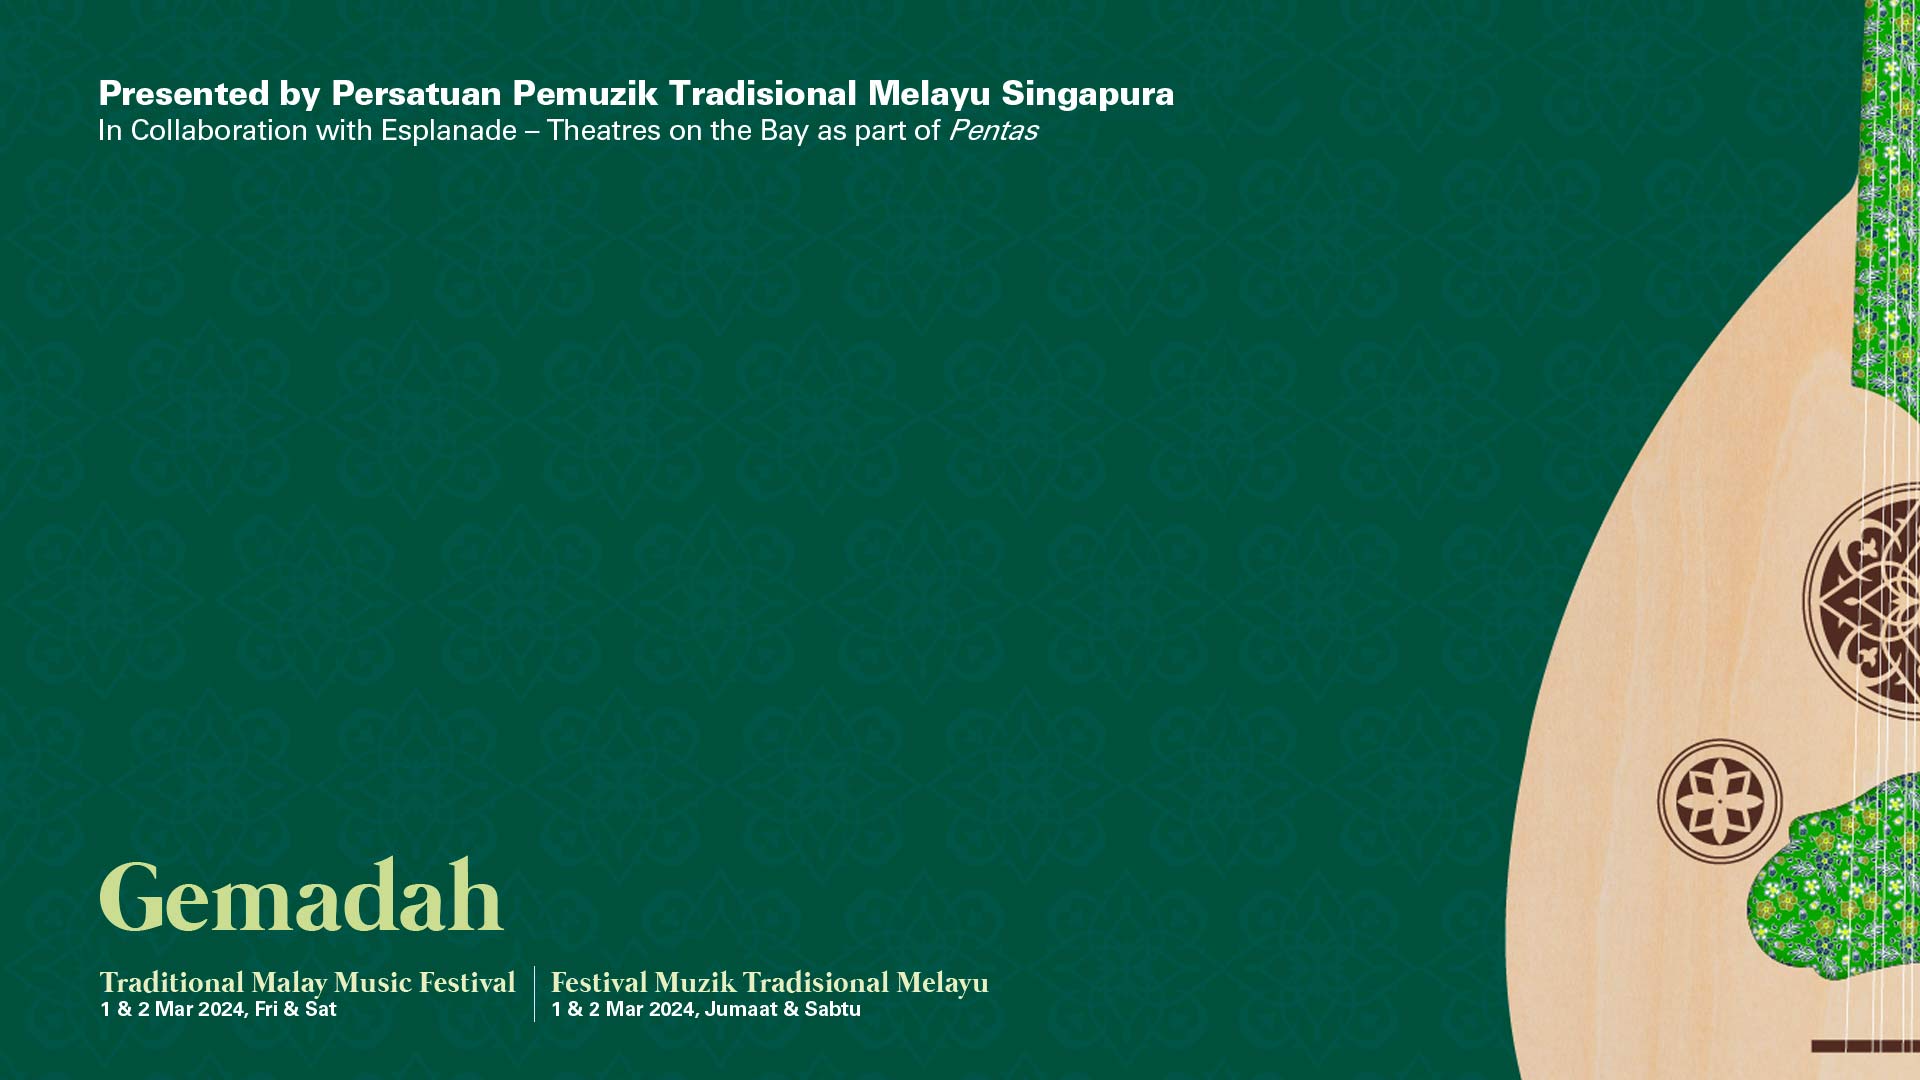 Presented by Persatuan Pemuzik Tradisional Melayu Singapura
In Collaboration with Esplanade – Theatres on the Bay as part of Pentas
Gemadah
Traditional Malay Music Festival
1 & 2 Mar 2024, Fri & Sat
Festival Muzik Tradisional Melayu
1 & 2 Mar 2024, Jumaat & Sabtu